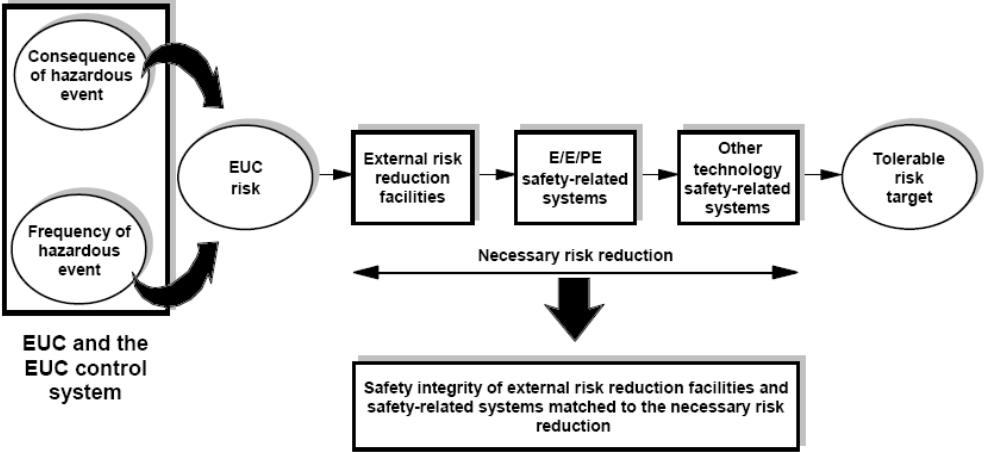 Consequence
of hazardous
event
Frequency of
hazardous
event
EUC and the
EUC control
system
EUC
risk
External risk
reduction
facilities
E/E/PE
safety-related
systems
Other
technology
safety-related
systems
Tolerable
risk
target
Necessary risk reduction
Safety integrity of external risk reduction facilities and
safety-related systems matched to the necessary risk
reduction